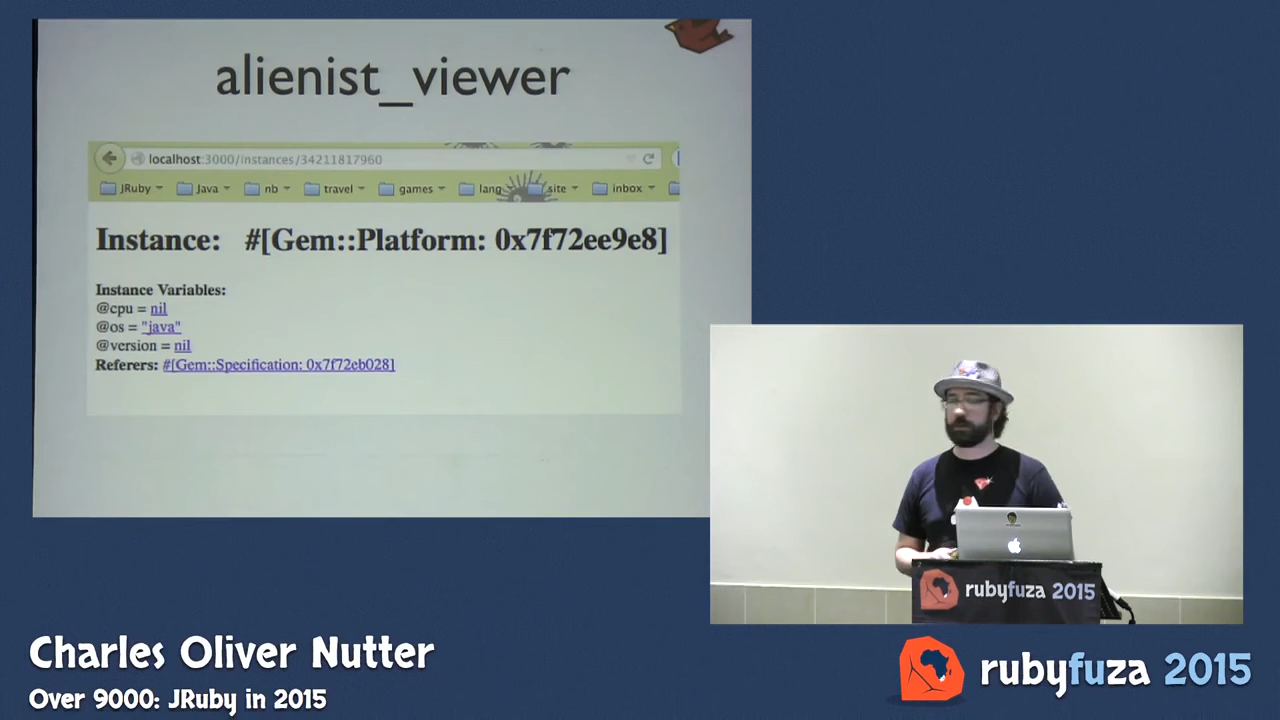 alienist_viewer
localhost:3000/instances/34211817960
JRuby Java nb travel games lang site inbox
Instance: #[Gem::Platform: 0x7f72ee9e8]
Instance Variables:
@cpu = nil
@os = "java"
@version = nil
Referers: #[Gem::Specification: 0x7f72eb028]
rubyfuza 2015
Charles Oliver Nutter
Over 9000: JRuby in 2015
rubyfuza 2015